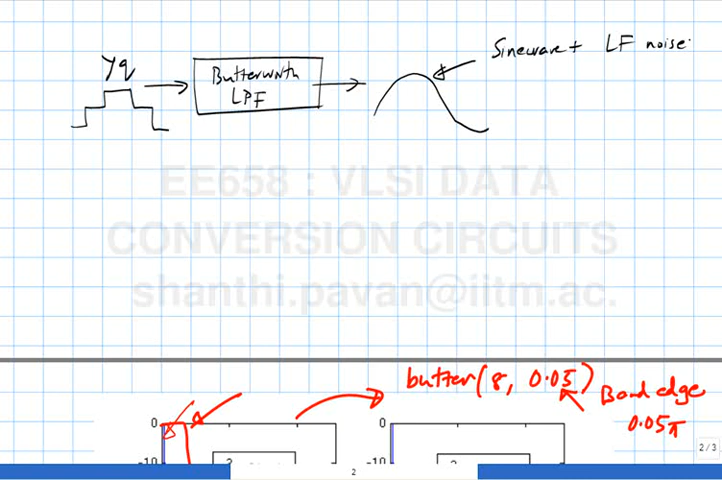 Sinewave + LF noise
yq
Butterworth
LPF
EE658 : VLSI DATA
CONVERSION CIRCUITS
shanthi.pavan@iitm.ac.
butter(8, 0.05)
Band edge
0.05π
0
0
-10
-10
2/3
2